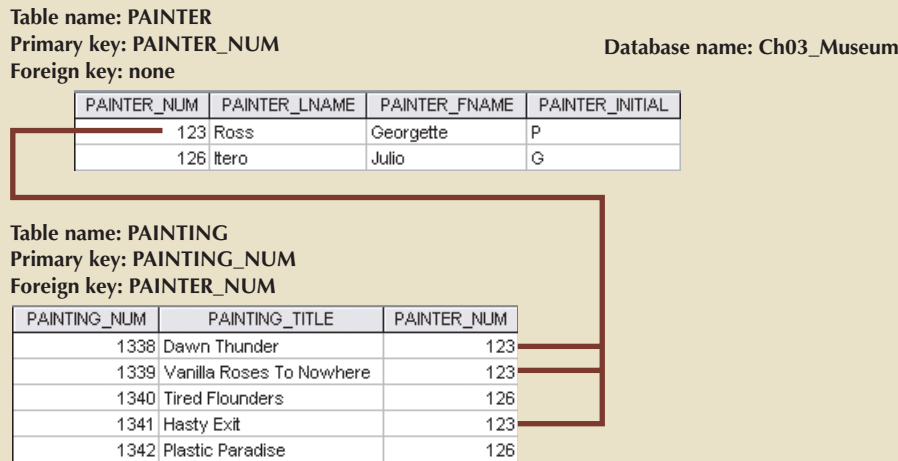 Table name: PAINTER
Primary key: PAINTER_NUM
Database name: Ch03_Museum
Foreign key: none
PAINTER_NUM PAINTER_LNAME PAINTER_FNAME PAINTER_INITIAL
123 Ross Georgette P
126 Itero Julio G
Table name: PAINTING
Primary key: PAINTING_NUM
Foreign key: PAINTER_NUM
PAINTING_NUM PAINTING_TITLE PAINTER_NUM
1338 Dawn Thunder 123
1339 Vanilla Roses To Nowhere 123
1340 Tired Flounders 126
1341 Hasty Exit 123
1342 Plastic Paradise 126